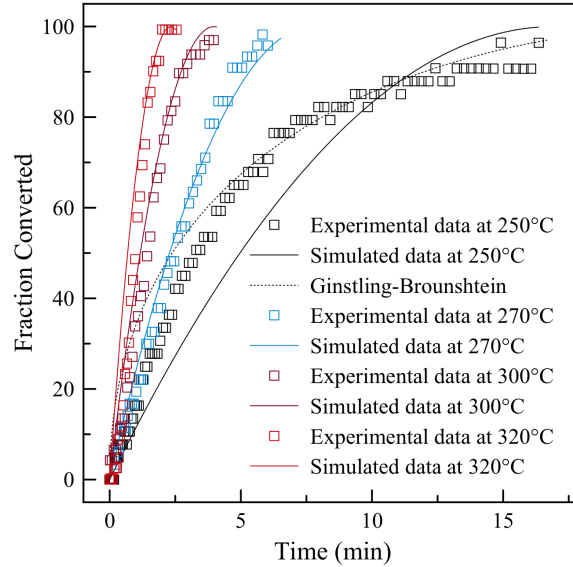 Fraction Converted
100
80
60
40
20
0
Experimental data at 250°C
Simulated data at 250°C
Ginstling-Brounshtein
Experimental data at 270°C
Simulated data at 270°C
Experimental data at 300°C
Simulated data at 300°C
Experimental data at 320°C
Simulated data at 320°C
0 5 10 15
Time (min)